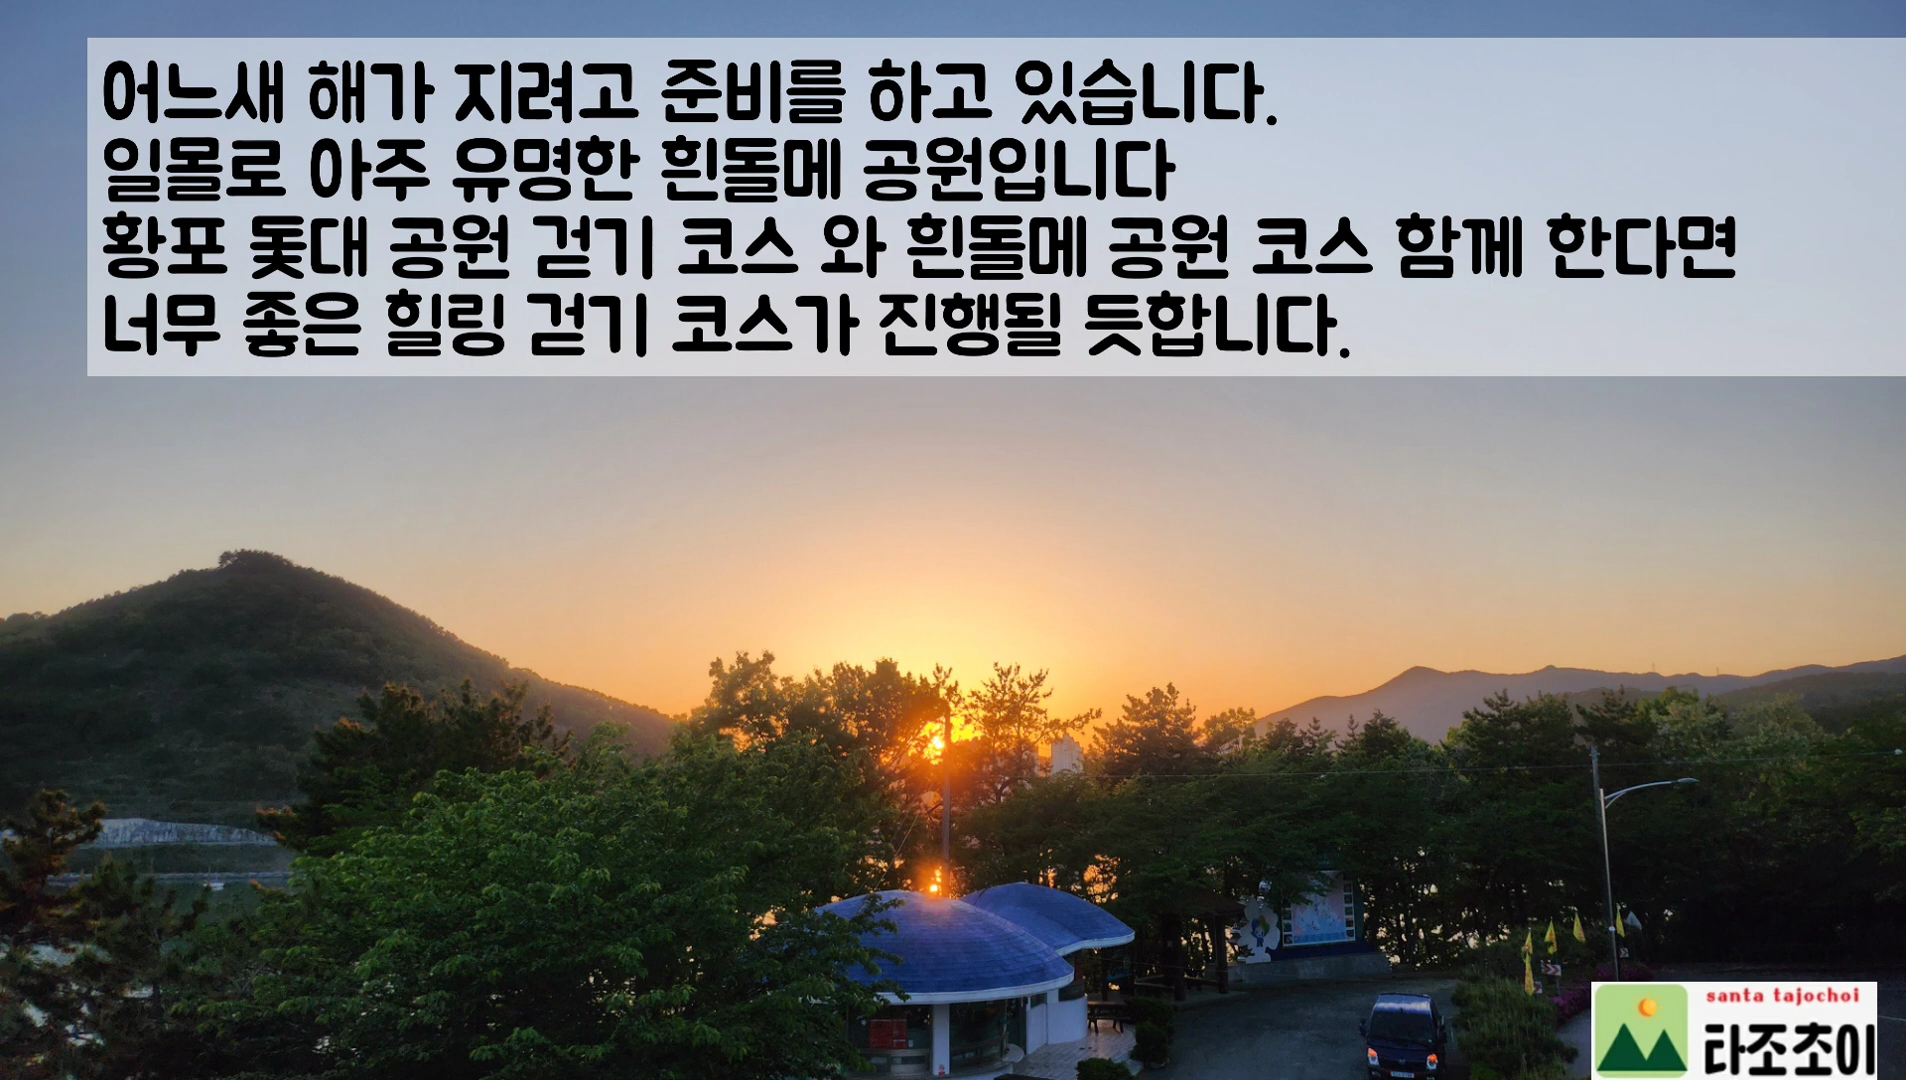 어느새 해가 지려고 준비를 하고 있습니다.
일몰로 아주 유명한 흰돌메 공원입니다
황포 돛대 공원 걷기 코스 와 흰돌메 공원 코스 함께 한다면
너무 좋은 힐링 걷기 코스가 진행될 듯합니다.
santa tajochoi
타조초이